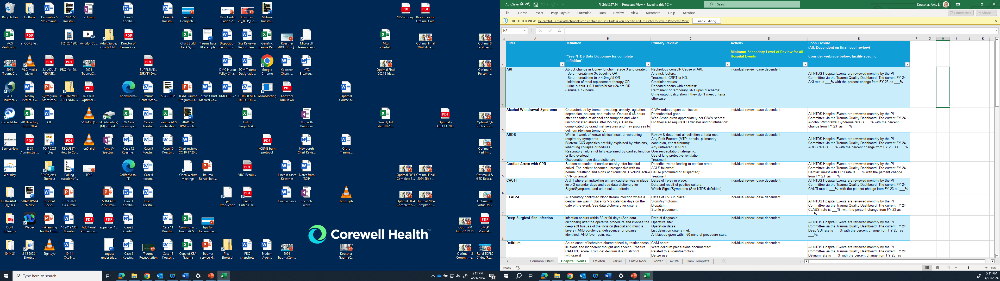 Recycle Bin
Outlook
December 5 2023 minut...
7 20 2022 Koestn...
511 mtg
Case 9 Koestn...
Case 14 Koestn...
Trauma Designati...
Over Under Triage 5 2...
Koestner 23_TQIP_Co...
Melrose Koestn...
2022-vrc-inj...
Resources for Optimal Care
ACS Verificatio...
enCORE_le...
8 24 20 1200
AvigilonCo...
Adult Survey Charts FIN...
Director of Trauma Cor...
Chart Build Track Sys...
Trauma base PI example
Disposition Decision To...
Site Reviewer Report Tem...
Geriatric Trauma Res...
Koestner 2019_TR_TQ...
Microsoft Teams classic
Mtg Scheduli...
Optimal Final 2024 Slide ...
Optimal 3 Facilities ...
2024 TraumaC...
VLC media player
2.1 ADULT PEDIATR...
PRQ-for-20...
2024 TraumaC...
SUPPLEME... SURVEY DA...
DMC Huron Valley-Sina...
SOM Trauma Designatio...
Google Chrome
Koestner Charts ...
MTC Breakou...
Optimal Final 2024 Slide ...
Optimal 4 Personn...
API Healthca...
Albany Medical C...
2_Program Assessme...
VIRTUAL VISIT APPENDIX ...
2023-003 - Optimal ...
bookmarks...
Trauma Center Stan...
SBAR TPM
TCAA Trauma Program As...
Corpus Christ Medical Ce...
DMCHUR~2
GERBER MED DIRECTOR ...
GoToMeeting
Koestner Dublin GA
Optimal Course a...
Cisco Jabber
AP Directory 01.01.2024
GIF
5114436 (1)
SH (datadata) (M) - Short...
BW Case review spr...
Case 4 Koestn...
Trauma ACS verificatio...
SBAR BW TPM Positi...
List of Projects A...
Mtg with Brandon-
Weekly list start 10 20...
Optimal - April 13, 20...
Optimal 5,6 Protocols ...
ServiceNow
2368 Administrat...
TQIP 2021 notes
REQUEST - How to Co...
op5iaird
Amy @ Spectru...
Caae 12 Koestne...
Case 5 Koestn...
Case 10 Koestn...
Chart reviews CC 10 17 20...
KCEMS burn protocol
Newburgh Chart Revie...
Ortho Trauma...
Optimal 7 Perf Im...
Workday
3D Objects - Shortcut
Polling questions f...
TQIP
CallforAbst... (1)
Case 6 Koestn...
Cisco Webex Meetings
Trauma Rehabilitati...
VRC-Resou...
Lincoln cases Koestner
Notes from TQIP
Optimal 2024 Complete S...
Optimal Final 2024 Slide ...
Optimal 8 & 9 ED Resea...
CallforAbst... (1)_files
SBAR TPM 4 26 2022
Incident Revie...
10 19 2023 TCAA Trau...
SOM ACS 2022 Trau...
Case 1 Koestn...
Case 7 Koestn...
Epic Production
Geriatric Criteria 20...
Lincoln cases
one note work
bm2skjzh
Optimal 2024 Complete S...
Optimal 2024 Complete S...
Optimal 10 Virtual Vi...
DOH Upload_2
Webex
4-Planning for the Futu...
10 2019 COT Minutes
Additional Profession...
appendix_1...
Case 2 Koestn...
Case 11 Koestn...
Communic... board ACS ...
Tips for Trauma Des...
Corewell Health™
Optimal 0 Intro 11 24 23
DMEP Manual...
10 14 21
2 15 2023 - Shortcut
5fgxtuyv
10-11 Oct-N...
'august under tria...
Case 3 Koestn...
Trauma Resuscitation
Case 13 Koestn...
Copy of KSA Trauma
Trauma service H...
files - Shortcut
PRQ snapshots
Student Agen...
2024 TraumaCon...
Koestner TraumaC...
Optimal 1,2 Commitme...
Rural TOPIC Slides (Re...
Type here to search
5:11 PM
4/21/2024
35
AutoSave Off
PI Grid 3.27.24 - Protected View • Saved to this PC
Search
Koestner, Amy L.
File Home Insert Page Layout Formulas Data Review View Automate Help Acrobat
Comments Share
PROTECTED VIEW Be careful—email attachments can contain viruses. Unless you need to edit, it's safer to stay in Protected View. Enable Editing
H2 fx
A B C D E F G H I J K
1
Filter
Definition
**See NTDS Data Dictionary for complete
definition**
Primary Review
Actions
Minimum Secondary Level of Review for all
Hospital Events
Loop Closure
(All: Dependent on final level review)
Consider verbiage below, facility specific
2
AKI
Abrupt change in kidney function, stage 3 and greater:
- Serum creatinine 3x baseline OR
- Serum creatinine to > 4.0mg/dl OR
- initiation of renal replacement therapy OR
- urine output < 0.3 ml/kg/hr for >24 hrs OR
- anuria > 12 hours
Nephrology consult- Cause of AKI:
Any risk factors:
Treatment- CRRT or HD:
Creatinine values:
Repeated scans with contrast:
Permanent or temporary RRT upon discharge:
Urine output calculation if they don't meet criteria
otherwise
Individual review, case dependent
All NTDS Hospital Events are reviewed monthly by the PI
Committee via the Trauma Quality Dashboard. The current FY 24
AKI rate is ___% with the percent change from FY 23 as ___%.
3
Alcohol Withdrawal Syndrome
Characterized by tremor, sweating, anxiety, agitation,
depression, nausea, and malaise. Occurs 6-48 hours
after cessation of alcohol consumption and when
uncomplicated abates after 2-5 days. Can be
complicated by grand mal seizures and may progress to
delirium (delirium tremens).
CIWA ordered upon admission:
Phenobarbital given:
Was Ativan given appropriately per CIWA scores:
Did they also require ICU transfer and/or Intubation:
Individual review, case dependent
All NTDS Hospital Events are reviewed monthly by the PI
Committee via the Trauma Quality Dashboard. The current FY 24
Alcohol Withdrawal Syndrome rate is ___% with the percent
change from FY 23 as ___%
4
ARDS
Within 1 week of known clinical insult or worsening
respiratory symptoms
Bilateral CXR opacities not fully explained by effusions,
lobar/lung collapse or nodules.
Respiratory failure not fully explained by cardiac function
or fluid overload.
Oxygenation- see data dictionary
Review & document all definition criteria met:
Any Risk Factors (MTP, sepsis, pulmonary
contusion, chest trauma):
Any untreated HTX/PTX:
Over resuscitation/ iatrogenic:
Use of lung protective ventilation:
Treatment:
Individual review, case dependent
All NTDS Hospital Events are reviewed monthly by the PI
Committee via the Trauma Quality Dashboard. The current FY 24
ARDS rate is ___% with the percent change from FY 23 as ___%
5
Cardiac Arrest with CPR
Sudden cessation of cardiac activity after hospital
arrival. The patient becomes unresponsive with no
normal breathing and signs of circulation. Exclude active
CPR on arrival.
Describe events leading to cardiac arrest:
ACLS followed:
Cause (confirmed or suspected):
Treatment:
Individual review, case dependent
All NTDS Hospital Events are reviewed monthly by the PI
Committee via the Trauma Quality Dashboard. The current FY 24
Cardiac Arrest with CPR rate is ___% with the percent change
from FY 23 as ___%
6
CAUTI
A UTI where an indwelling urinary catheter was in place
for > 2 calendar days and see data dictionary for
Signs/Symptoms and urine culture criteria
Dates of Foley in place:
Date and result of positive culture:
Which Signs/Symptoms (See NTDS definition):
Individual review, case dependent
All NTDS Hospital Events are reviewed monthly by the PI
Committee via the Trauma Quality Dashboard. The current FY 24
CAUTI rate is ___% with the percent change from FY 23 as ___%.
7
CLABSI
A laboratory confirmed bloodstream infection where a
central line was in place for > 2 calendar days on the
date of the event. See data dictionary for criteria
Dates of CVC in place:
Signs/symptoms:
Biopatch:
Sterile placement:
Individual review, case dependent
All NTDS Hospital Events are reviewed monthly by the PI
Committee via the Trauma Quality Dashboard. The current FY 24
CLABSI rate is ___%. with the percent change from FY 23 as
___%
8
Deep Surgical Site Infection
Infection occurs within 30 or 90 days (See data
dictionary) after the operative procedure and involves the
deep soft tissues of the incision (fascial and muscle
layers). AND purulence, dehiscence, or organism
identified, AND fever, pain, etc.
Date of diagnosis:
Operative site:
Operation dates:
List definition criteria met:
Antibiotics given within 60 mins of procedure start:
Individual review, case dependent
All NTDS Hospital Events are reviewed monthly by the PI
Committee via the Trauma Quality Dashboard. The current FY 24
Deep SSI rate is ___% with the percent change from FY 23 as
___%.
Delirium
Acute onset of behaviors characterized by restlessness,
illusions and incoherent thought and speech. Positive
CAM ICU score. Exclude: delirium due to alcohol
withdrawal
CAM score:
Were delirium precautions documented:
Related to surgery/narcotics:
Benzo use:
Individual review, case dependent
All NTDS Hospital Events are reviewed monthly by the PI
Committee via the Trauma Quality Dashboard. The current FY 24
Delirium rate is ___% with the percent change from FY 23 as
... Common Filters Hospital Events Littleton Parker Castle Rock Porter Avista Blank Template
Ready
80%
5:11 PM
4/21/2024